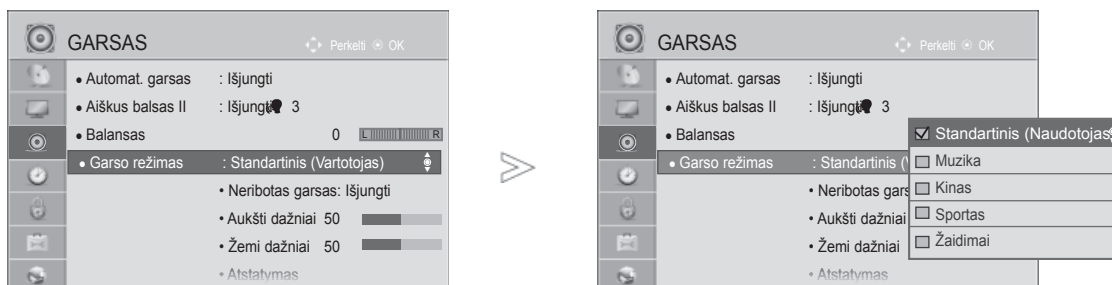 GARSAS
Perkelti OK
• Automat. garsas : Išjungti
• Aiškus balsas II : Išjungti 3
• Balansas 0 L R
• Garso režimas : Standartinis (Vartotojas)
• Neribotas garsas: Išjungti
• Aukšti dažniai 50
• Žemi dažniai 50
• Atstatymas
GARSAS
Perkelti OK
• Automat. garsas : Išjungti
• Aiškus balsas II : Išjungti 3
• Balansas
• Garso režimas : Standartinis (
• Neribotas gars
• Aukšti dažniai
• Žemi dažniai
• Atstatymas
Standartinis (Naudotojas
Muzika
Kinas
Sportas
Žaidimai